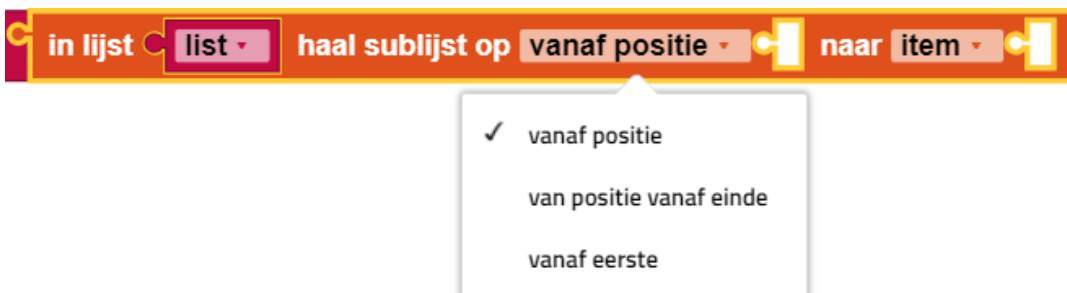 in lijst list haal sublijst op vanaf positie naar item
✓ vanaf positie
van positie vanaf einde
vanaf eerste